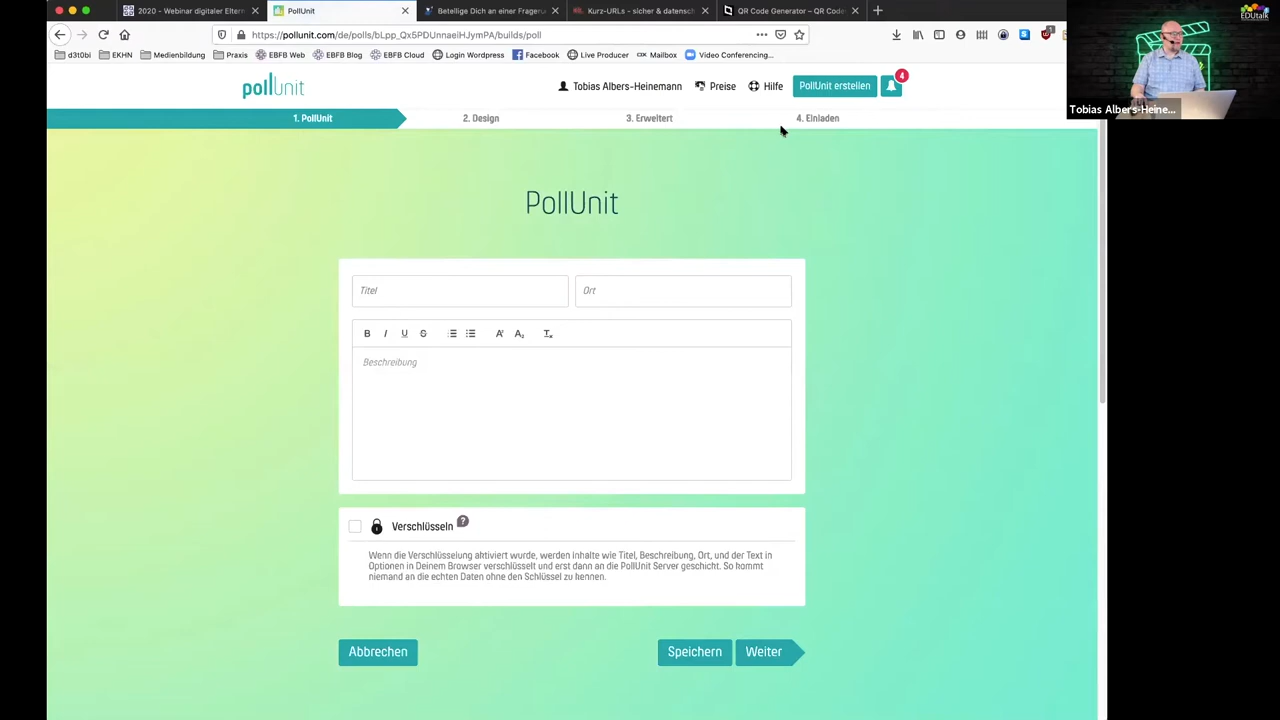 2020 - Webinar digitaler Eltern
PollUnit
Beteilige Dich an einer Frageru
Kurz-URLs - sicher & datensch
QR Code Generator – QR Code
https://pollunit.com/de/polls/bLpp_Qx5PDUnnaeiHJymPA/builds/poll
d3t0bi EKHN Medienbildung Praxis EBFB Web EBFB Blog EBFB Cloud Login Wordpress Facebook Live Producer Mailbox Video Conferencing...
EDUtalk
Tobias Albers-Heine...
pollunit
Tobias Albers-Heinemann Preise Hilfe PollUnit erstellen 4
1. PollUnit 2. Design 3. Erweitert 4. Einladen
PollUnit
Titel Ort
B I U S
Beschreibung
Verschlüsseln ?
Wenn die Verschlüsselung aktiviert wurde, werden Inhalte wie Titel, Beschreibung, Ort, und der Text in
Optionen in Deinem Browser verschlüsselt und erst dann an die PollUnit Server geschicht. So kommt
niemand an die echten Daten ohne den Schlüssel zu kennen.
Abbrechen Speichern Weiter